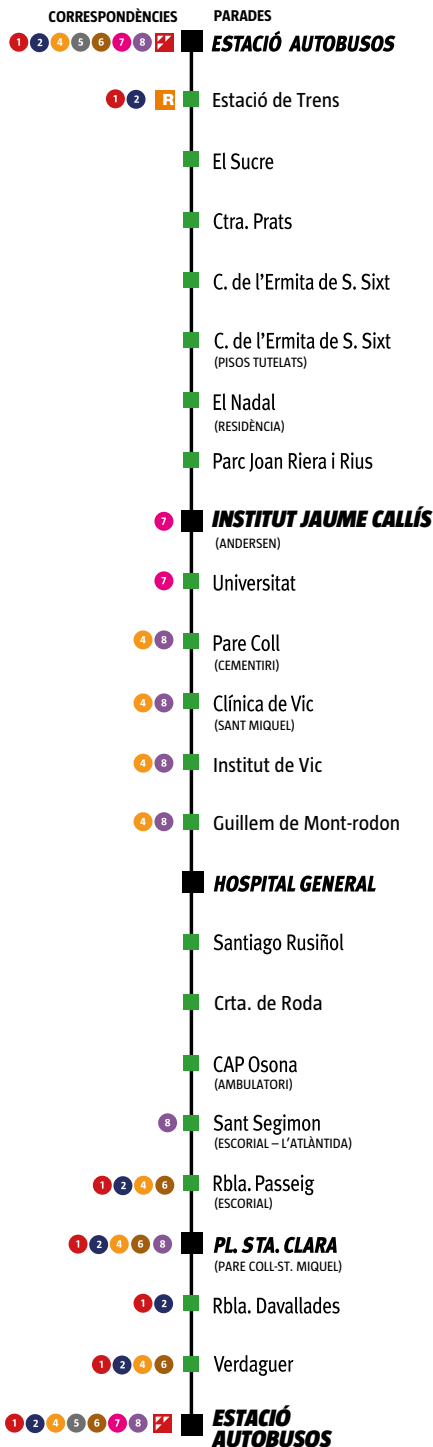 CORRESPONDÈNCIES PARADES
1 2 4 5 6 7 8 ESTACIÓ AUTOBUSOS
1 2 R Estació de Trens
El Sucre
Ctra. Prats
C. de l'Ermita de S. Sixt
C. de l'Ermita de S. Sixt
(PISOS TUTELATS)
El Nadal
(RESIDÈNCIA)
Parc Joan Riera i Rius
7 INSTITUT JAUME CALLÍS
(ANDERSEN)
7 Universitat
4 8 Pare Coll
(CEMENTIRI)
4 8 Clínica de Vic
(SANT MIQUEL)
4 8 Institut de Vic
4 8 Guillem de Mont-rodon
HOSPITAL GENERAL
Santiago Rusiñol
Crta. de Roda
CAP Osona
(AMBULATORI)
8 Sant Segimon
(ESCORIAL – L'ATLÀNTIDA)
1 2 4 6 Rbla. Passeig
(ESCORIAL)
1 2 4 6 8 PL. STA. CLARA
(PARE COLL-ST. MIQUEL)
1 2 Rbla. Davallades
1 2 4 6 Verdaguer
1 2 4 5 6 7 8 ESTACIÓ
AUTOBUSOS